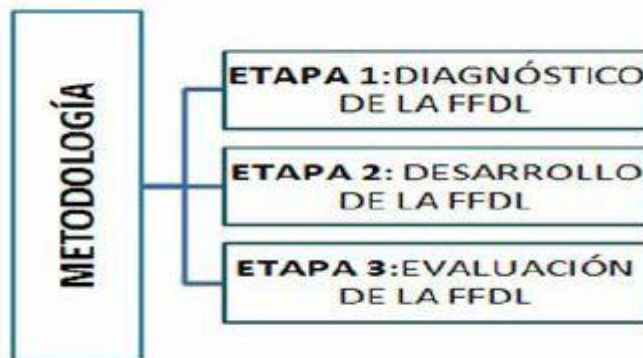 METODOLOGÍA
ETAPA 1:DIAGNÓSTICO
DE LA FFDL
ETAPA 2: DESARROLLO
DE LA FFDL
ETAPA 3:EVALUACIÓN
DE LA FFDL